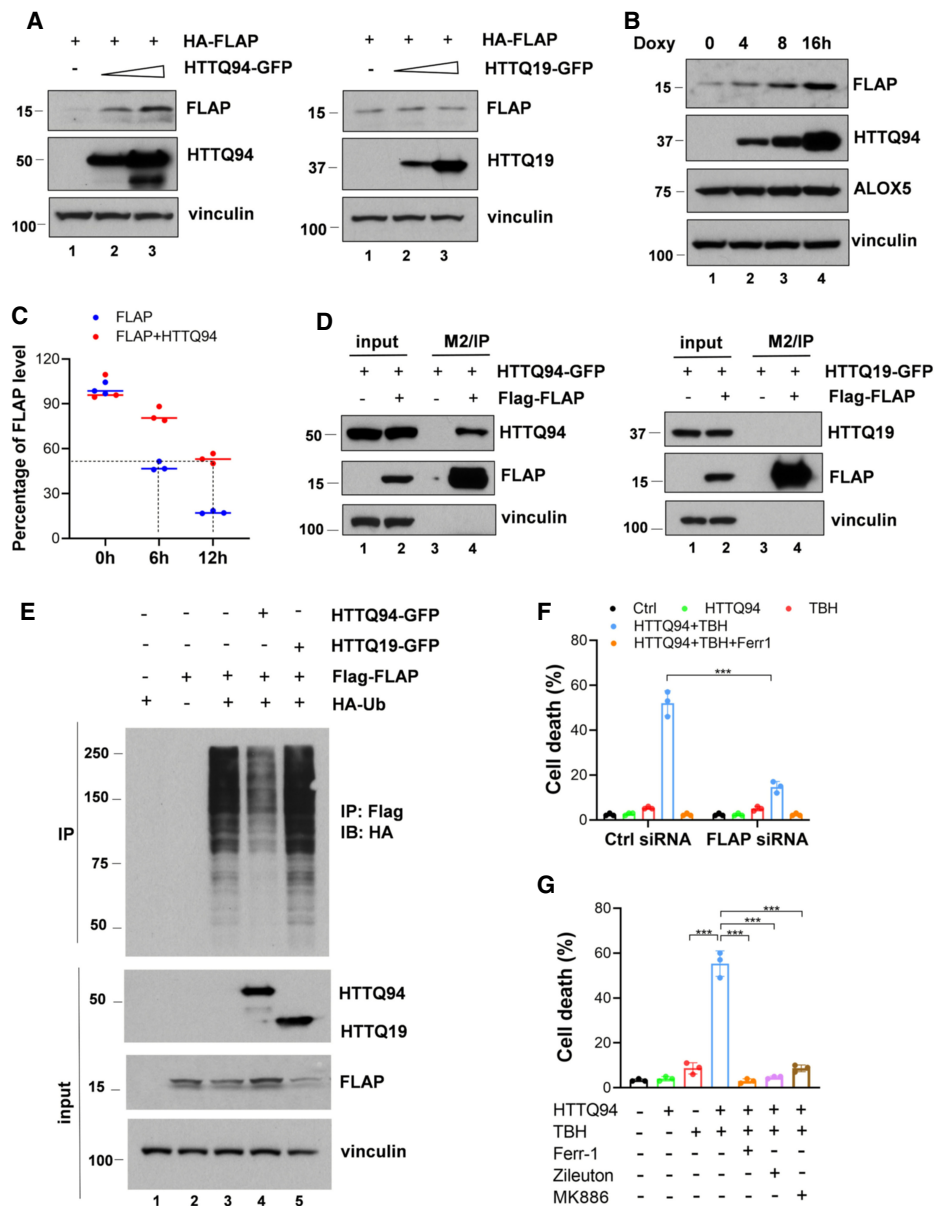 A
+ + + HA-FLAP
- HTTQ94-GFP
15 FLAP
50 HTTQ94
100 vinculin
1 2 3
+ + + HA-FLAP
- HTTQ19-GFP
15 FLAP
37 HTTQ19
100 vinculin
1 2 3
B
Doxy 0 4 8 16h
15 FLAP
37 HTTQ94
75 ALOX5
100 vinculin
1 2 3 4
C
FLAP
FLAP+HTTQ94
Percentage of FLAP level
120
90
60
30
0
0h 6h 12h
D
input M2/IP
+ + + + HTTQ94-GFP
- + - + Flag-FLAP
50 HTTQ94
15 FLAP
100 vinculin
1 2 3 4
input M2/IP
+ + + + HTTQ19-GFP
- + - + Flag-FLAP
37 HTTQ19
15 FLAP
100 vinculin
1 2 3 4
E
- - - + - HTTQ94-GFP
- - - - + HTTQ19-GFP
- + + + + Flag-FLAP
+ - + + + HA-Ub
IP
250
150
75
50
IP: Flag
IB: HA
input
50 HTTQ94
HTTQ19
15 FLAP
100 vinculin
1 2 3 4 5
F
Ctrl HTTQ94 TBH
HTTQ94+TBH
HTTQ94+TBH+Ferr1
Cell death (%)
80
60
40
20
0
***
Ctrl siRNA FLAP siRNA
G
Cell death (%)
80
60
40
20
0
***
***
*** ***
HTTQ94 - + - + + + +
TBH - - + + + + +
Ferr-1 - - - - + - -
Zileuton - - - - - + -
MK886 - - - - - - +